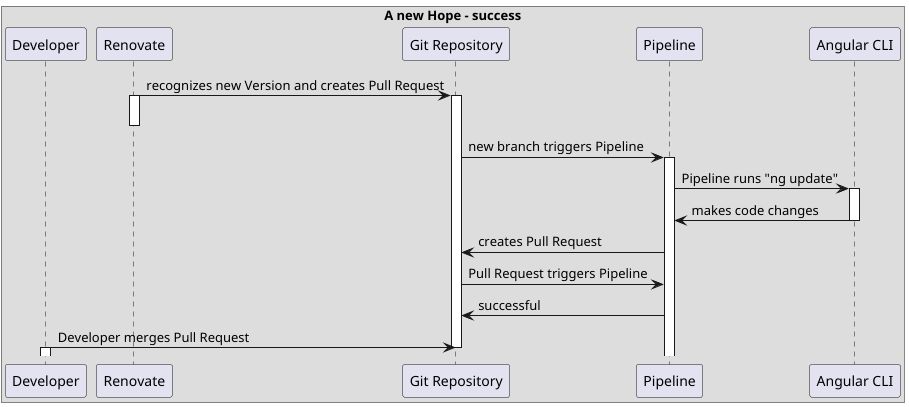 A new Hope - success
Developer
Renovate
Git Repository
Pipeline
Angular CLI
recognizes new Version and creates Pull Request
new branch triggers Pipeline
Pipeline runs "ng update"
makes code changes
creates Pull Request
Pull Request triggers Pipeline
successful
Developer merges Pull Request
Developer
Renovate
Git Repository
Pipeline
Angular CLI